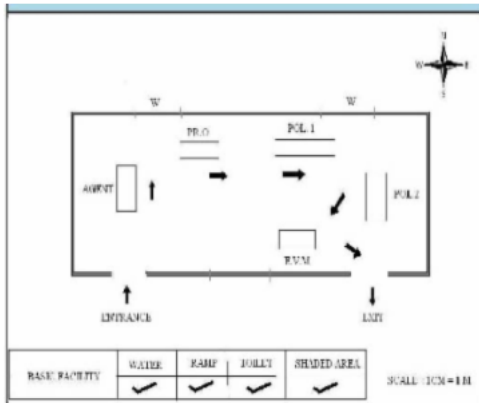 N
W E
S
W W
PR.O POL. 1
AGENT
POL.2
E.V.M
ENTRANCE EXIT
BASIC FACILITY WATER RAMP TOILET SHADED AREA
SCALE : 1CM = 1 M